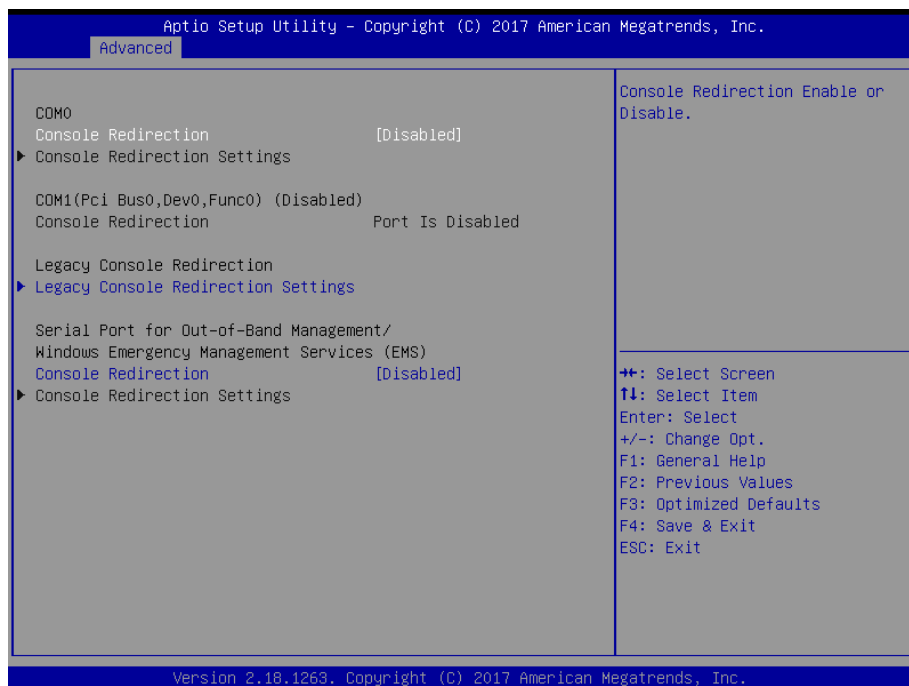 Aptio Setup Utility – Copyright (C) 2017 American Megatrends, Inc.
Advanced
COM0
Console Redirection [Disabled]
▶ Console Redirection Settings
COM1(Pci Bus0,Dev0,Func0) (Disabled)
Console Redirection Port Is Disabled
Legacy Console Redirection
▶ Legacy Console Redirection Settings
Serial Port for Out-of-Band Management/
Windows Emergency Management Services (EMS)
Console Redirection [Disabled]
▶ Console Redirection Settings
Console Redirection Enable or
Disable.
→←: Select Screen
↑↓: Select Item
Enter: Select
+/-: Change Opt.
F1: General Help
F2: Previous Values
F3: Optimized Defaults
F4: Save & Exit
ESC: Exit
Version 2.18.1263. Copyright (C) 2017 American Megatrends, Inc.